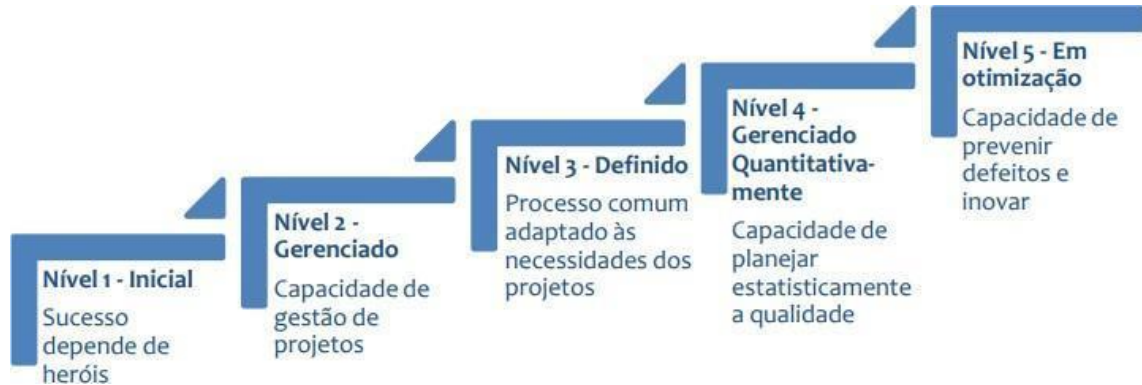 Nível 1 - Inicial
Sucesso
depende de
heróis
Nível 2 -
Gerenciado
Capacidade de
gestão de
projetos
Nível 3 - Definido
Processo comum
adaptado às
necessidades dos
projetos
Nível 4 -
Gerenciado
Quantitativa-
mente
Capacidade de
planejar
estatisticamente
a qualidade
Nível 5 - Em
otimização
Capacidade de
prevenir
defeitos e
inovar